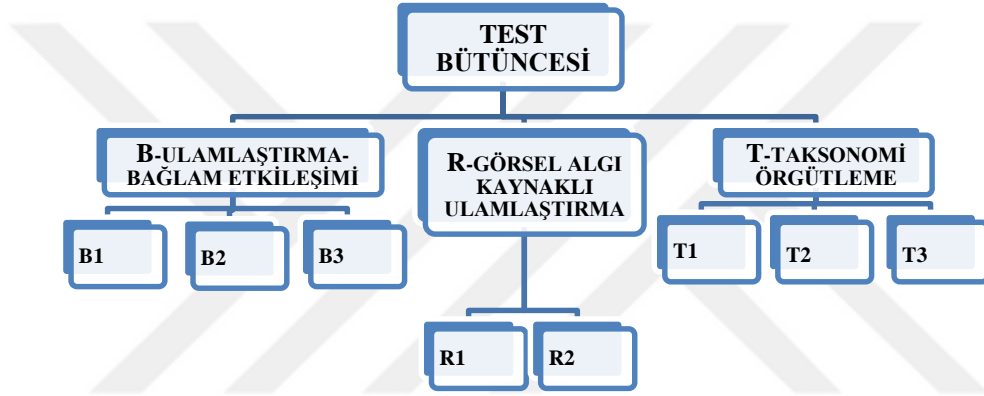 TEST
BÜTÜNCESİ
B-ULAMLAŞTIRMA-
BAĞLAM ETKİLEŞİMİ
R-GÖRSEL ALGI
KAYNAKLI
ULAMLAŞTIRMA
T-TAKSONOMİ
ÖRGÜTLEME
B1
B2
B3
T1
T2
T3
R1
R2